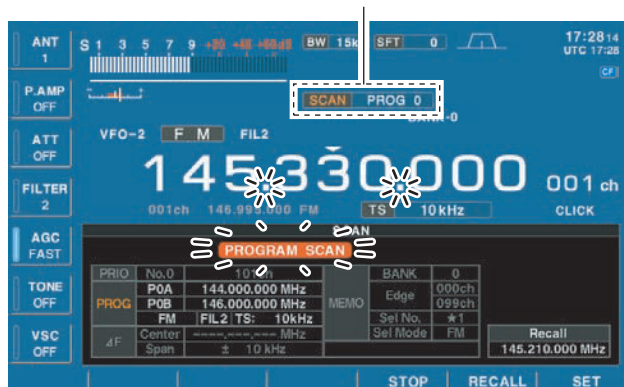 ANT 1
S 1 3 5 7 9 +20 +40 +60dB
BW 15k
SFT 0
17:28 14
UTC 17:28
CF
P.AMP OFF
SCAN PROG 0
BANK-0
ATT OFF
VFO-2 FM FIL2
145.330.000
001 ch
FILTER 2
001ch 146.995.000 FM
TS 10kHz
CLICK
AGC FAST
SCAN
PROGRAM SCAN
PRIO No.0 101ch BANK 0
PROG P0A 144.000.000 MHz MEMO Edge 000ch
P0B 146.000.000 MHz 099ch
TONE OFF
FM FIL2 TS: 10kHz Sel No. ★1
ΔF Center ----.---.--- MHz Sel Mode FM
Span ± 10 kHz
VSC OFF
Recall
145.210.000 MHz
STOP RECALL SET